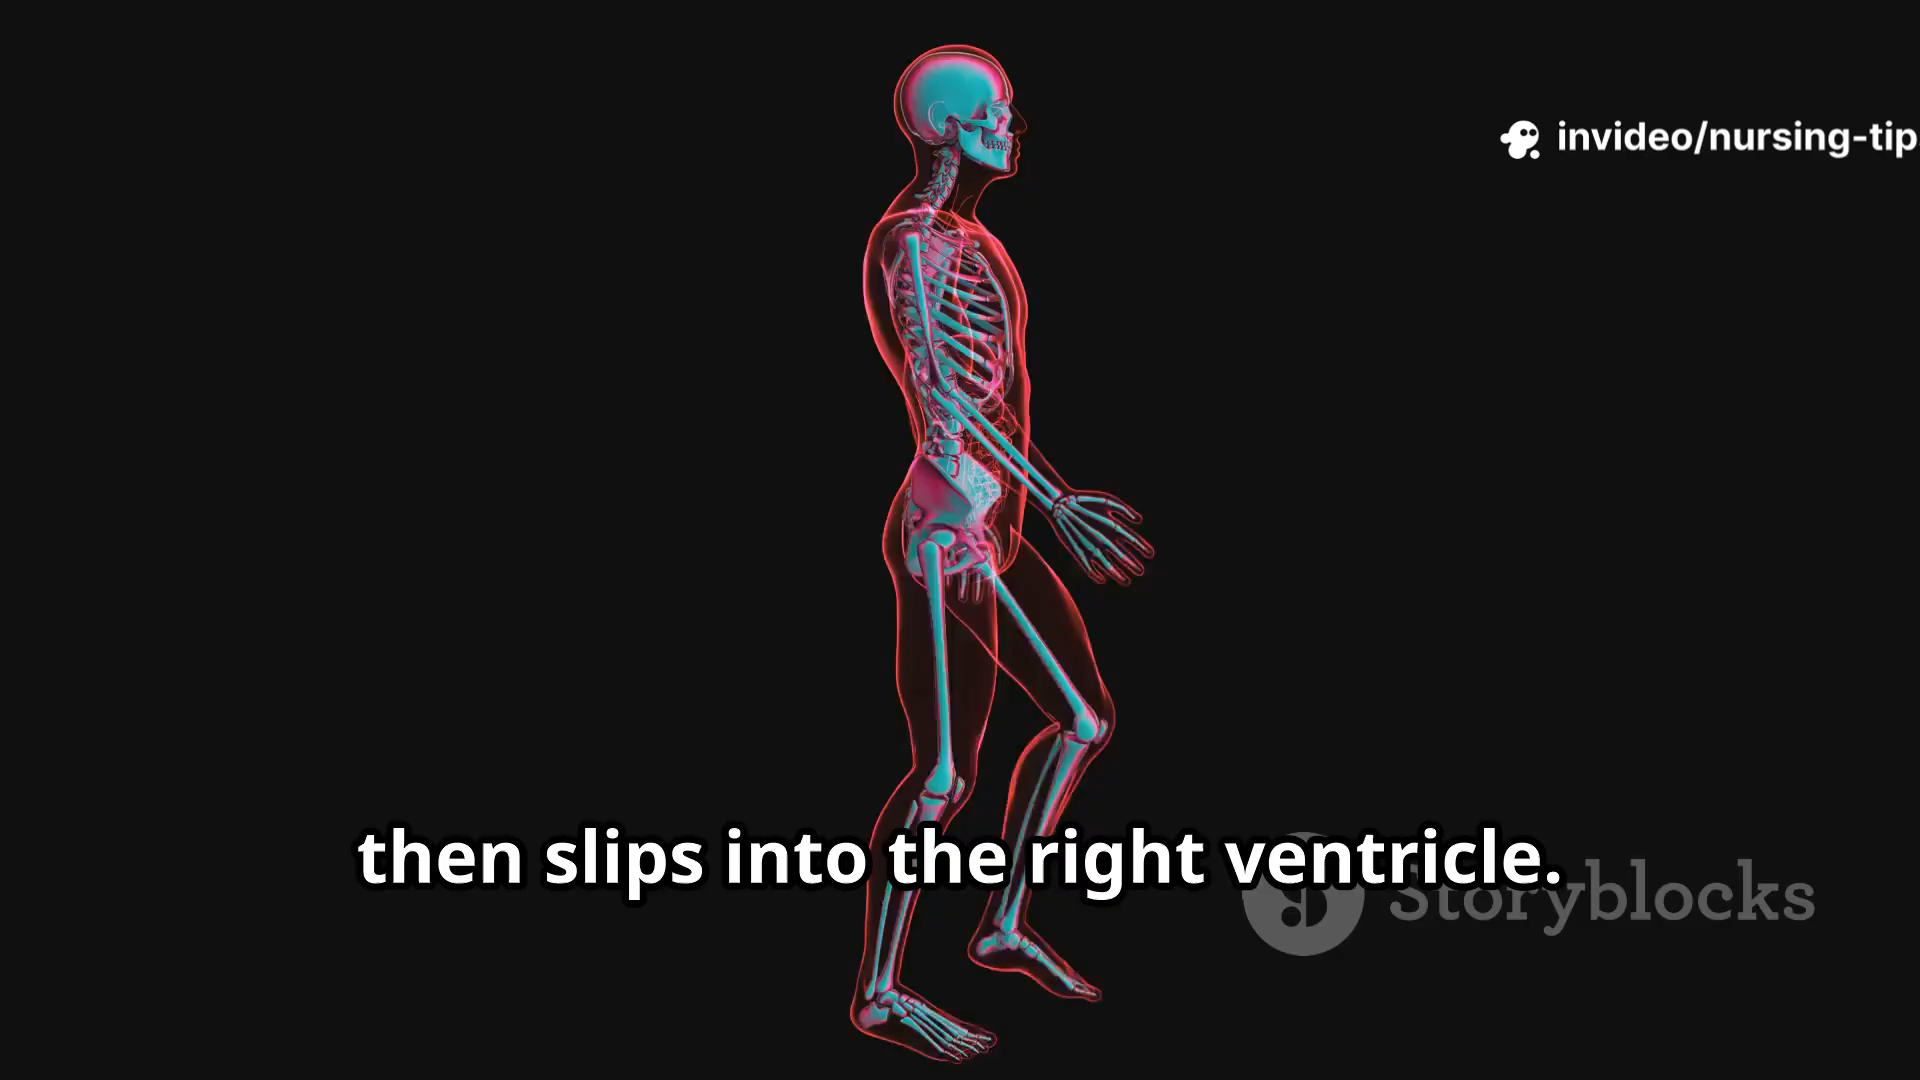 invideo/nursing-tip
then slips into the right ventricle.
Storyblocks